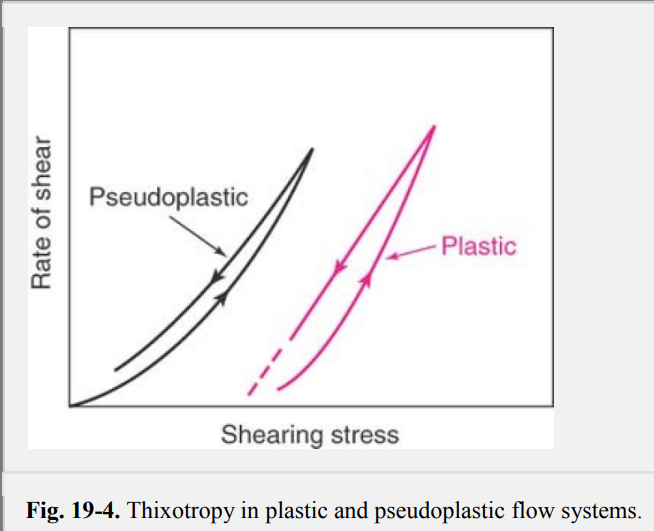 Rate of shear
Pseudoplastic
Plastic
Shearing stress
Fig. 19-4. Thixotropy in plastic and pseudoplastic flow systems.